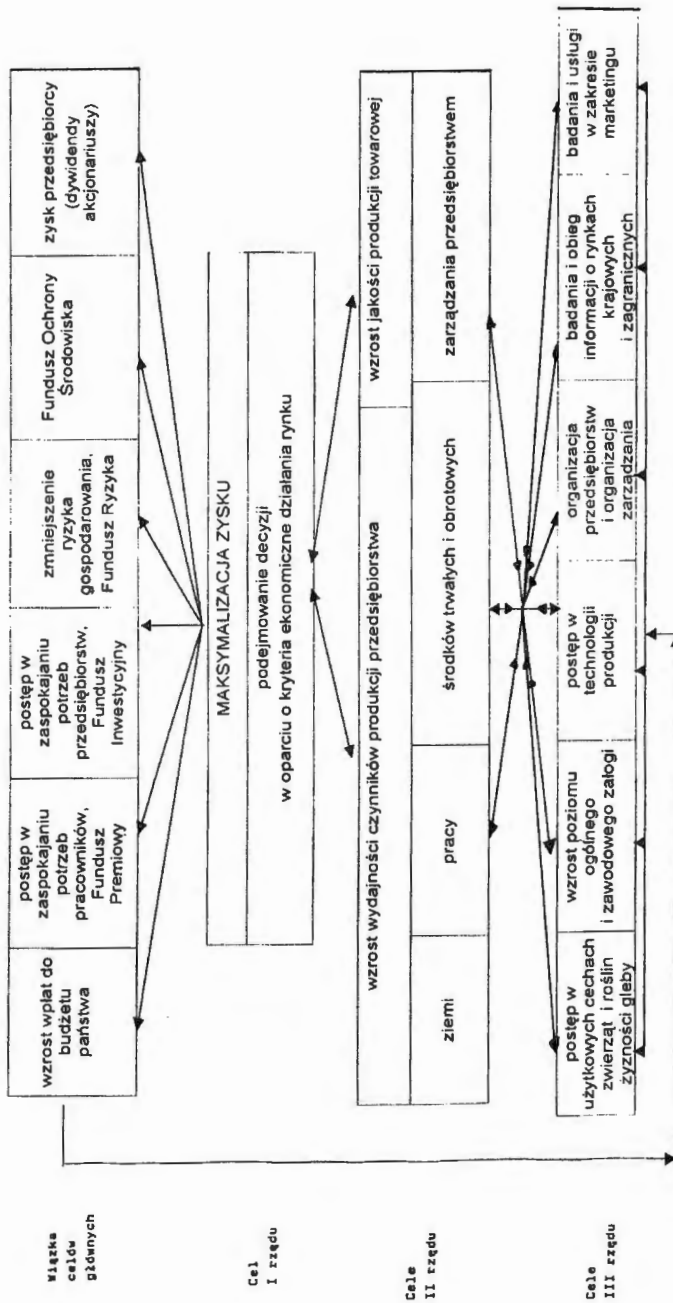 Wiązka
celów
głównych
wzrost wpłat do
budżetu
państwa
postęp w
zaspokajaniu
potrzeb
pracowników,
Fundusz
Premiowy
postęp w
zaspokajaniu
potrzeb
przedsiębiorstw,
Fundusz
Inwestycyjny
zmniejszenie
ryzyka
gospodarowania,
Fundusz Ryzyka
Fundusz Ochrony
Środowiska
zysk przedsiębiorcy
(dywidendy
akcjonariuszy)
Cel
I rzędu
MAKSYMALIZACJA ZYSKU
podejmowanie decyzji
w oparciu o kryteria ekonomiczne działania rynku
Cele
II rzędu
wzrost wydajności czynników produkcji przedsiębiorstwa
wzrost jakości produkcji towarowej
ziemi
pracy
środków trwałych i obrotowych
zarządzania przedsiębiorstwem
Cele
III rzędu
postęp w
użytkowych cechach
zwierząt i roślin
żyzności gleby
wzrost poziomu
ogólnego
i zawodowego załogi
postęp w
technologii
produkcji
organizacja
przedsiębiorstw
i organizacja
zarządzania
badania i obieg
informacji o rynkach
krajowych
i zagranicznych
badania i usługi
w zakresie
marketingu